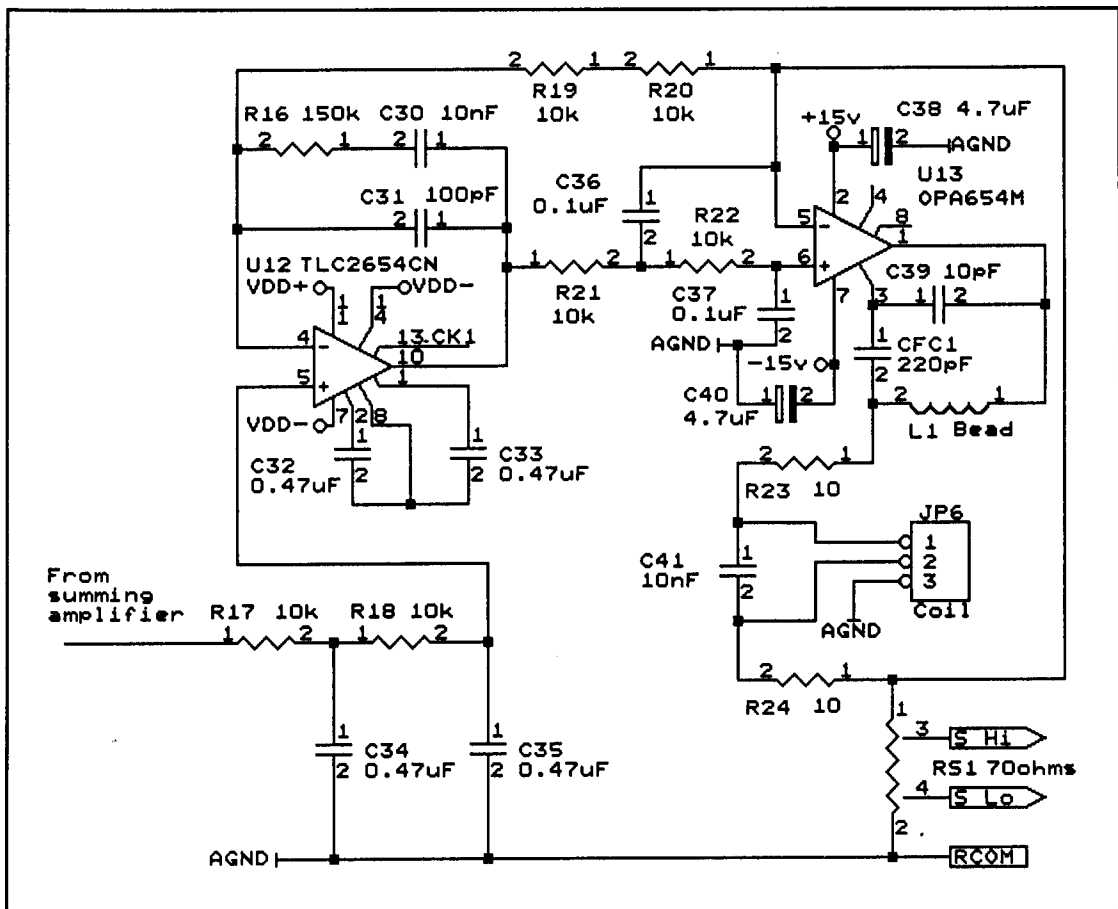 2 1 2 1
R19 R20
10k 10k
R16 150k C30 10nF
2 1 2 1
C38 4.7uF
+15v
1 2 AGND
U13
OPA654M
C31 100pF
2 1
C36
0.1uF
1
2
R22
10k
2 4
8
5 - 1
6 +
3
7
U12 TLC2654CN
VDD+ VDD-
1
1
1
4
1 2 1 2
R21
10k
C37
0.1uF
1
2
C39 10pF
1 2
13 CK1
10
4 -
5 +
1
AGND
-15v
CFC1
220pF
1
2
VDD- 7 2 8
C40
4.7uF
1 2
2 1
L1 Bead
C32
0.47uF
1
2
C33
0.47uF
1
2
2 1
R23 10
JP6
1
2
3
Coil
C41
10nF
1
2
AGND
From
summing
amplifier
R17 10k R18 10k
1 2 1 2
2 1
R24 10
1
3 S Hi
RS1 70ohms
4 S Lo
2
C34
0.47uF
1
2
C35
0.47uF
1
2
AGND
RCOM